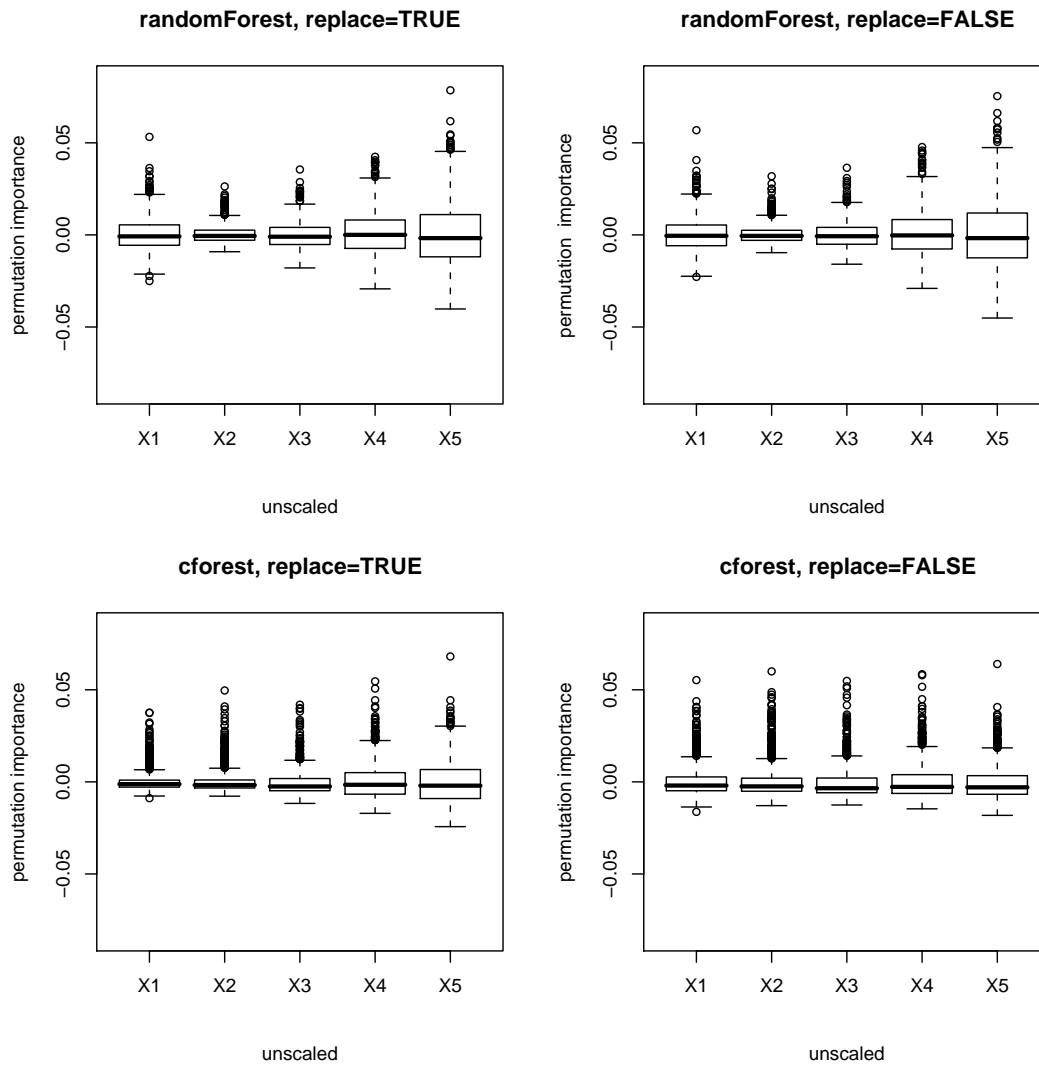 randomForest, replace=TRUE
permutation importance
0.05
0.00
−0.05
X1 X2 X3 X4 X5
unscaled
randomForest, replace=FALSE
permutation importance
0.05
0.00
−0.05
X1 X2 X3 X4 X5
unscaled
cforest, replace=TRUE
permutation importance
0.05
0.00
−0.05
X1 X2 X3 X4 X5
unscaled
cforest, replace=FALSE
permutation importance
0.05
0.00
−0.05
X1 X2 X3 X4 X5
unscaled